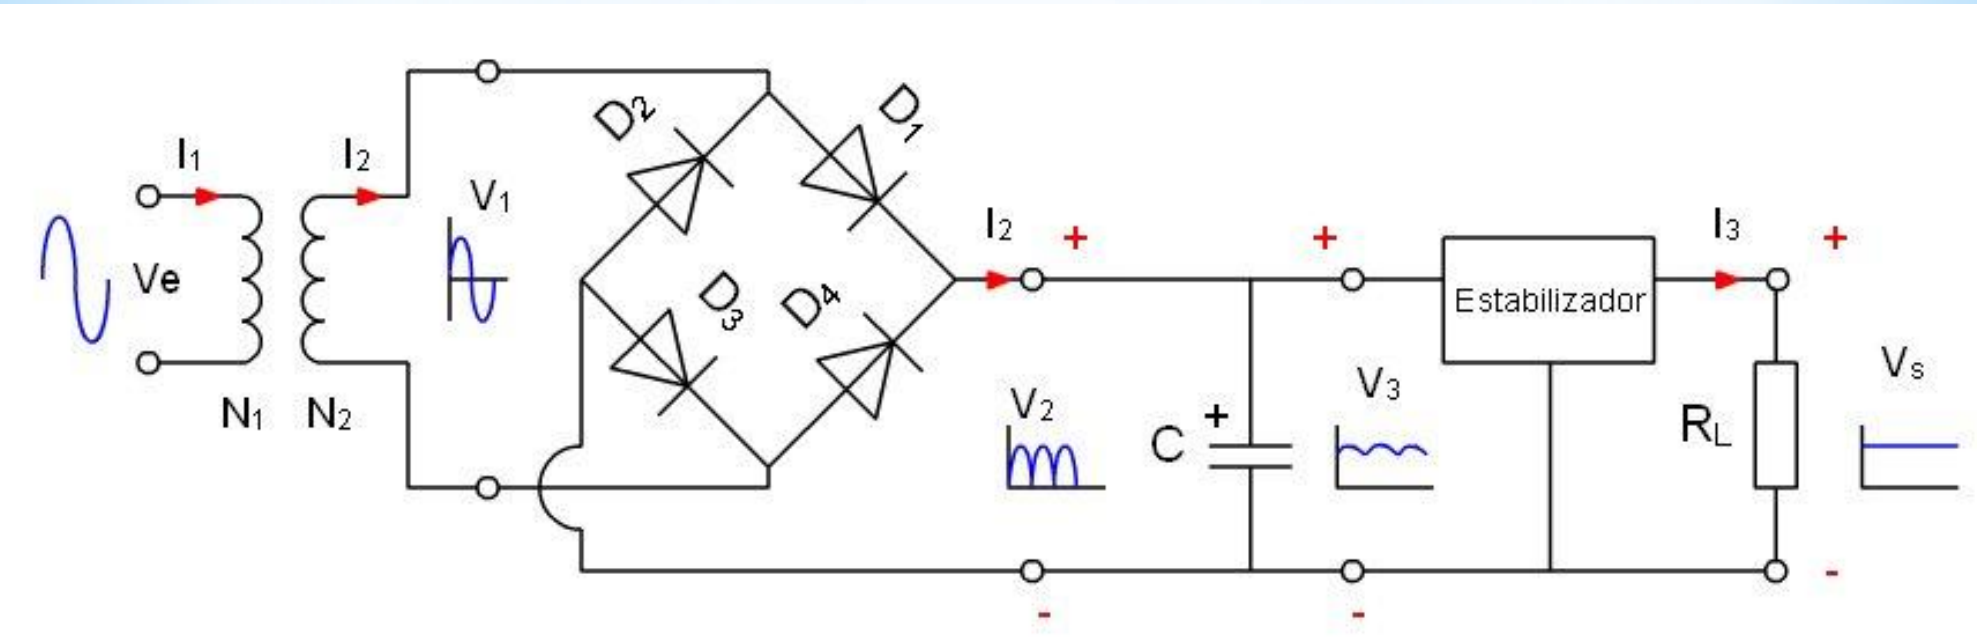 I1
I2
Ve
N1
N2
V1
D2
D1
D3
D4
I2
+
-
V2
C
+
+
-
V3
Estabilizador
I3
+
-
RL
Vs